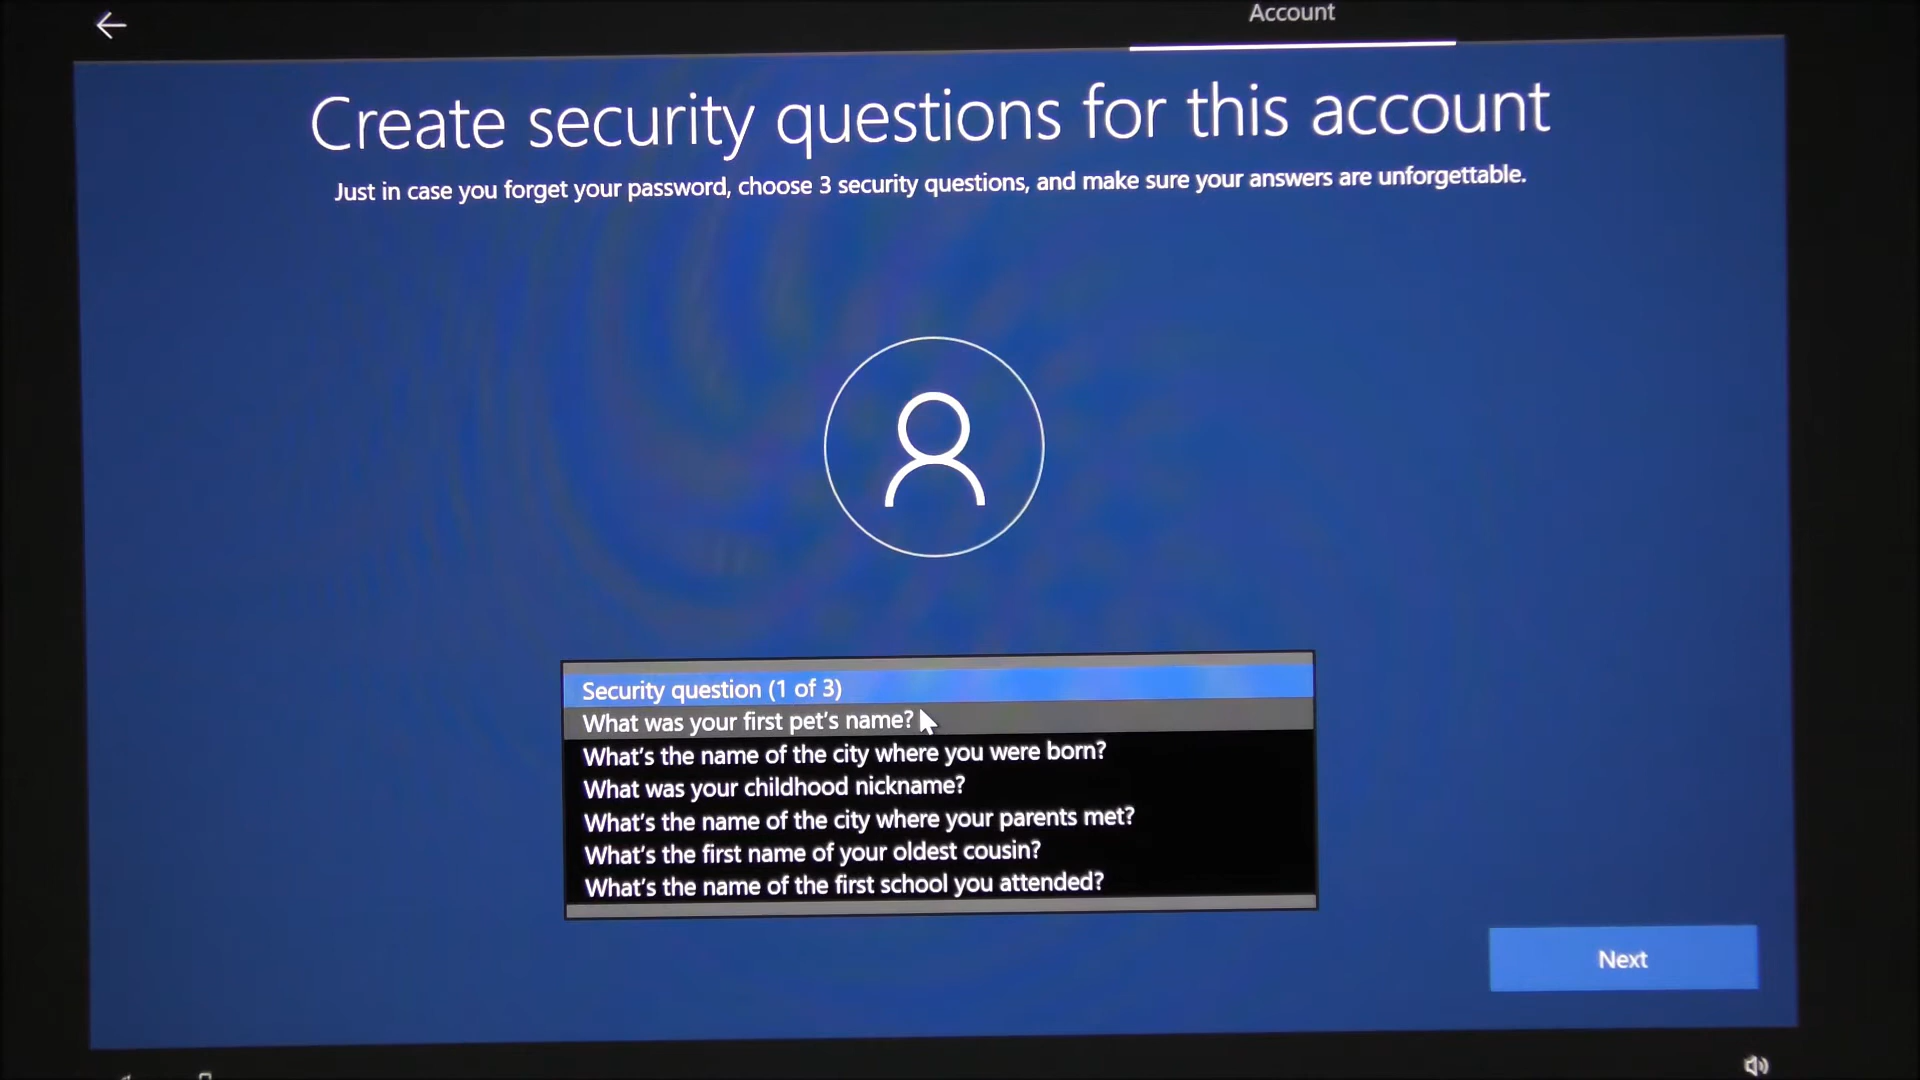 Account
Create security questions for this account
Just in case you forget your password, choose 3 security questions, and make sure your answers are unforgettable.
Security question (1 of 3)
What was your first pet's name?
What's the name of the city where you were born?
What was your childhood nickname?
What's the name of the city where your parents met?
What's the first name of your oldest cousin?
What's the name of the first school you attended?
Next